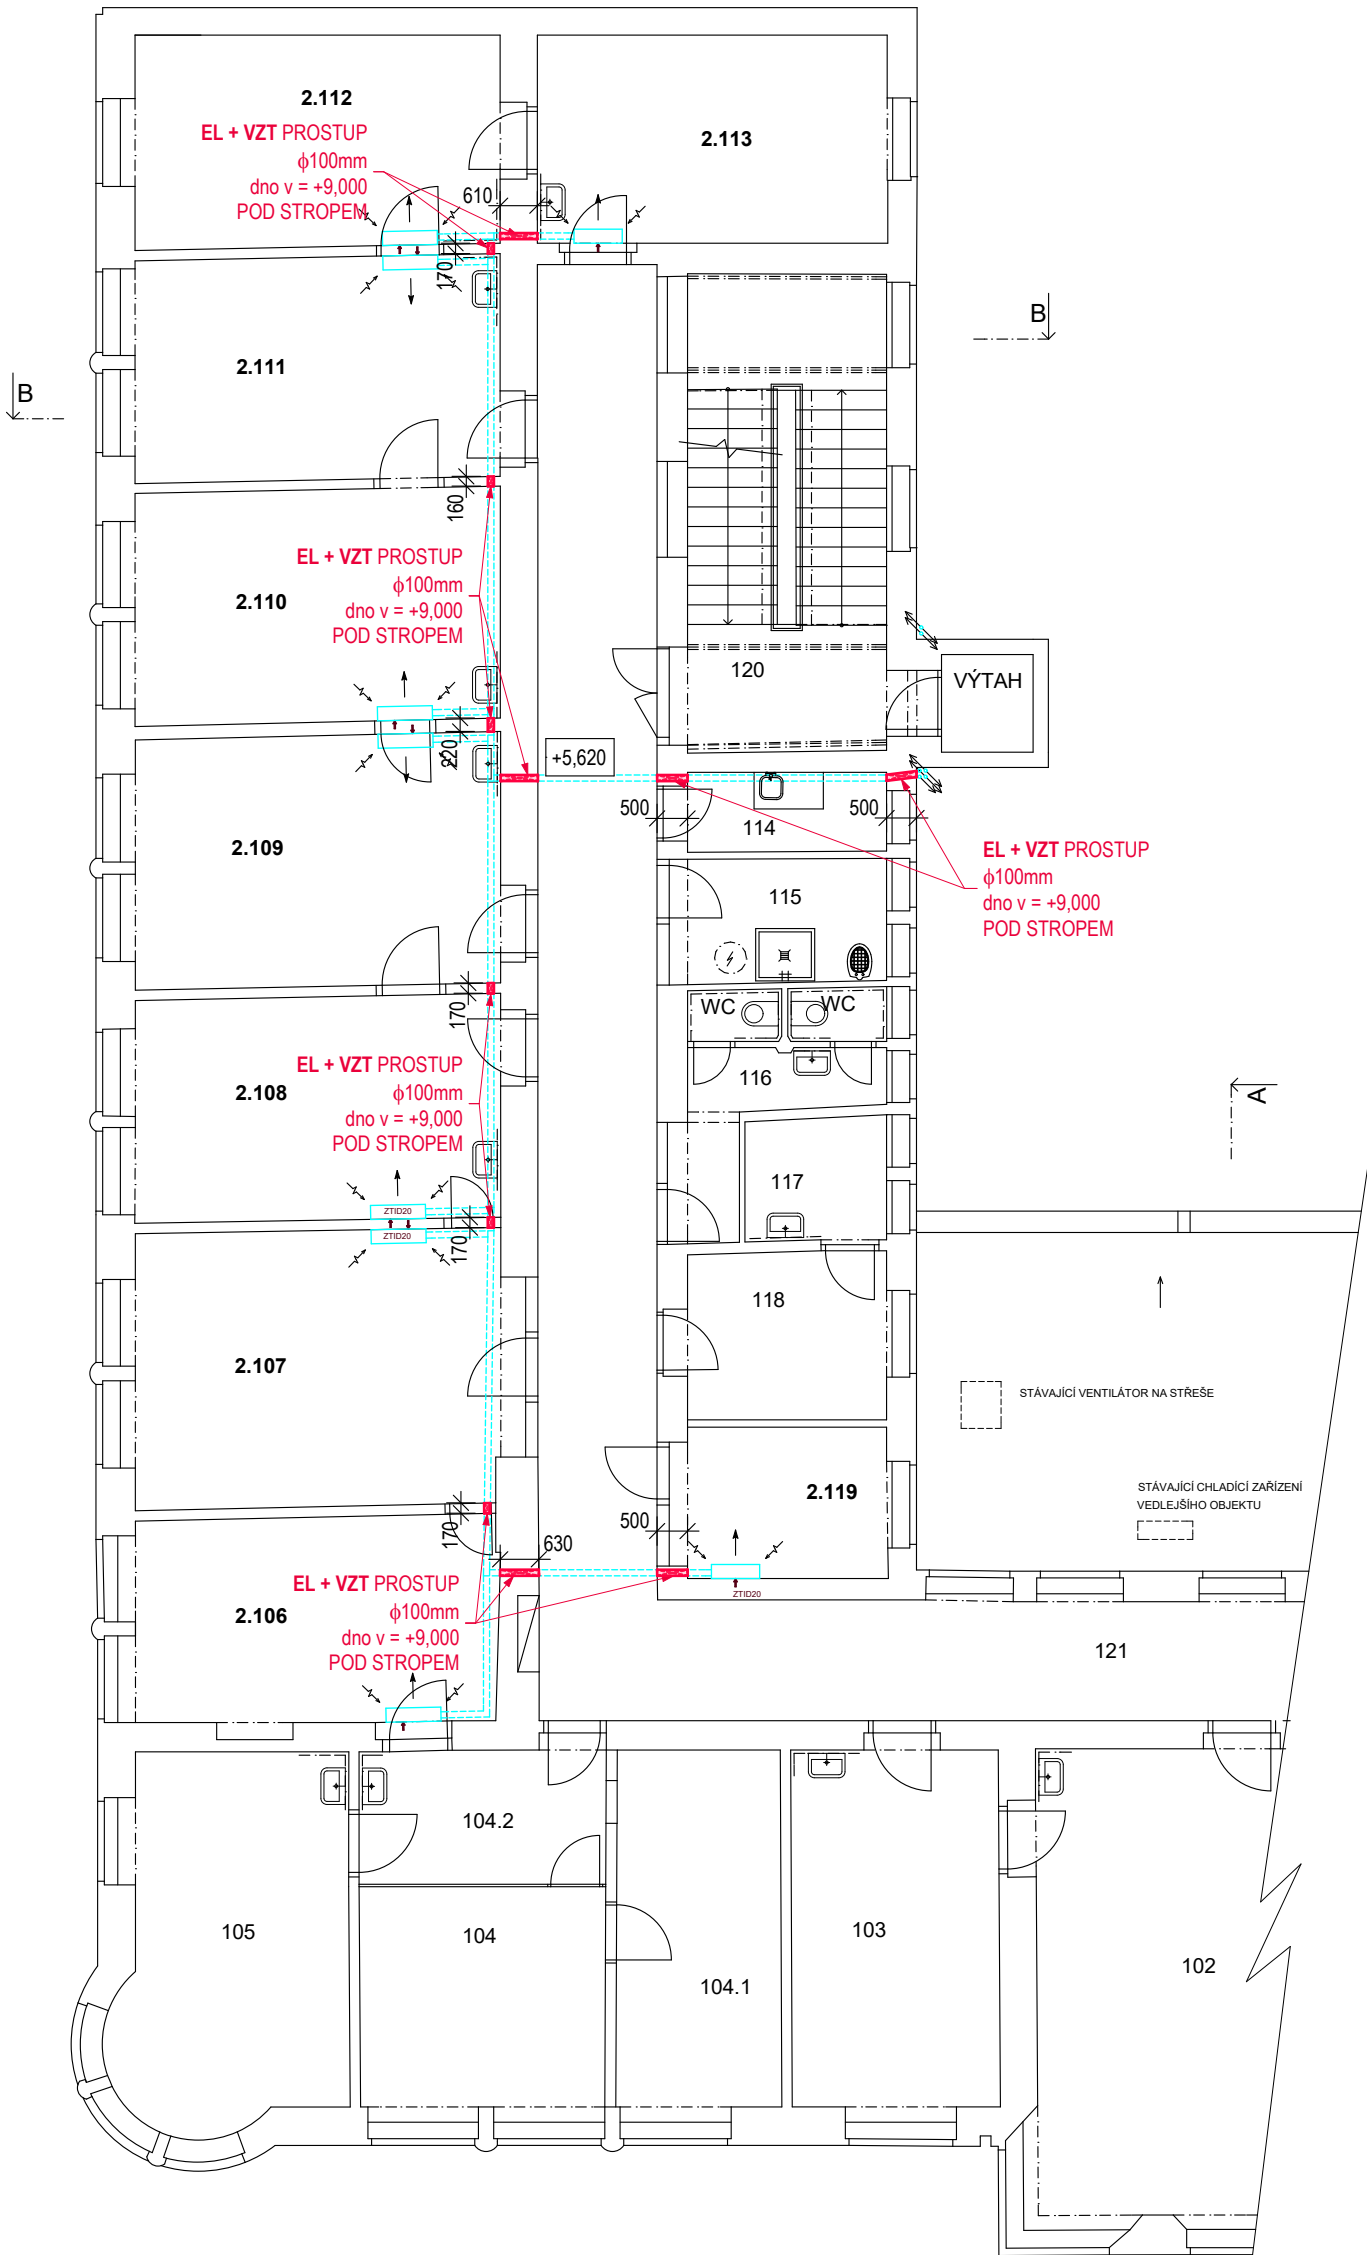 2.112
EL + VZT PROSTUP
ϕ100mm
dno v = +9,000
POD STROPEM
2.113
610
170
B
B
2.111
160
EL + VZT PROSTUP
ϕ100mm
dno v = +9,000
POD STROPEM
2.110
120
VÝTAH
220
+5,620
500
114
500
2.109
EL + VZT PROSTUP
ϕ100mm
dno v = +9,000
POD STROPEM
115
170
WC
WC
EL + VZT PROSTUP
ϕ100mm
dno v = +9,000
POD STROPEM
2.108
116
A
117
ZTID20
ZTID20
170
118
2.107
STÁVAJÍCÍ VENTILÁTOR NA STŘEŠE
STÁVAJÍCÍ CHLADÍCÍ ZAŘÍZENÍ
VEDLEJŠÍHO OBJEKTU
2.119
170
500
630
EL + VZT PROSTUP
ϕ100mm
dno v = +9,000
POD STROPEM
ZTID20
2.106
121
104.2
105
104
103
104.1
102